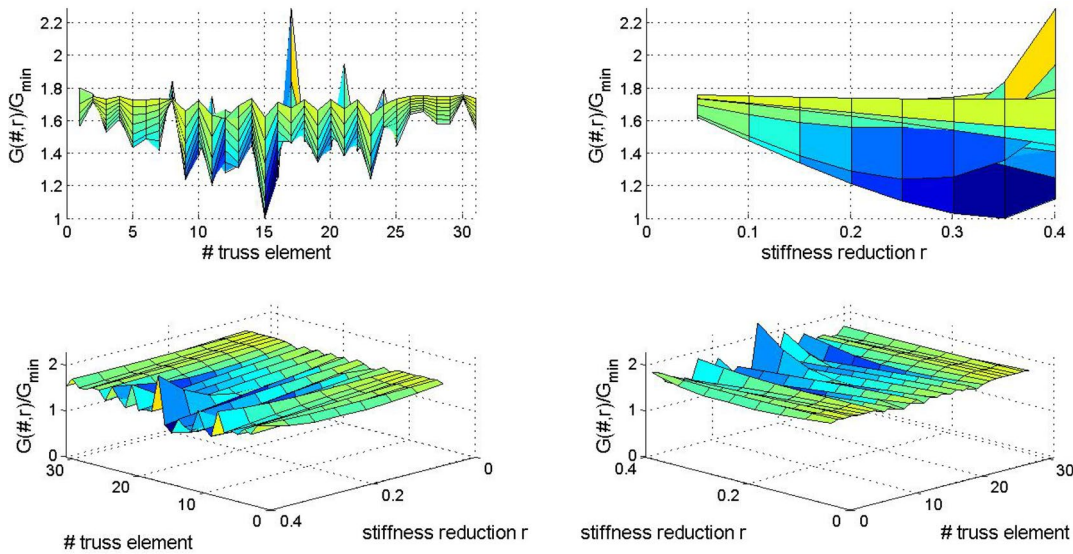 2.2
2
1.8
1.6
1.4
1.2
1
G(#,r)/G_min
0 5 10 15 20 25 30
# truss element
2.2
2
1.8
1.6
1.4
1.2
1
G(#,r)/G_min
0 0.1 0.2 0.3 0.4
stiffness reduction r
2
1
0
G(#,r)/G_min
30 20 10 0
# truss element
0.4 0.2 0
stiffness reduction r
2
1
0
G(#,r)/G_min
0.4 0.2 0
stiffness reduction r
0 10 20 30
# truss element